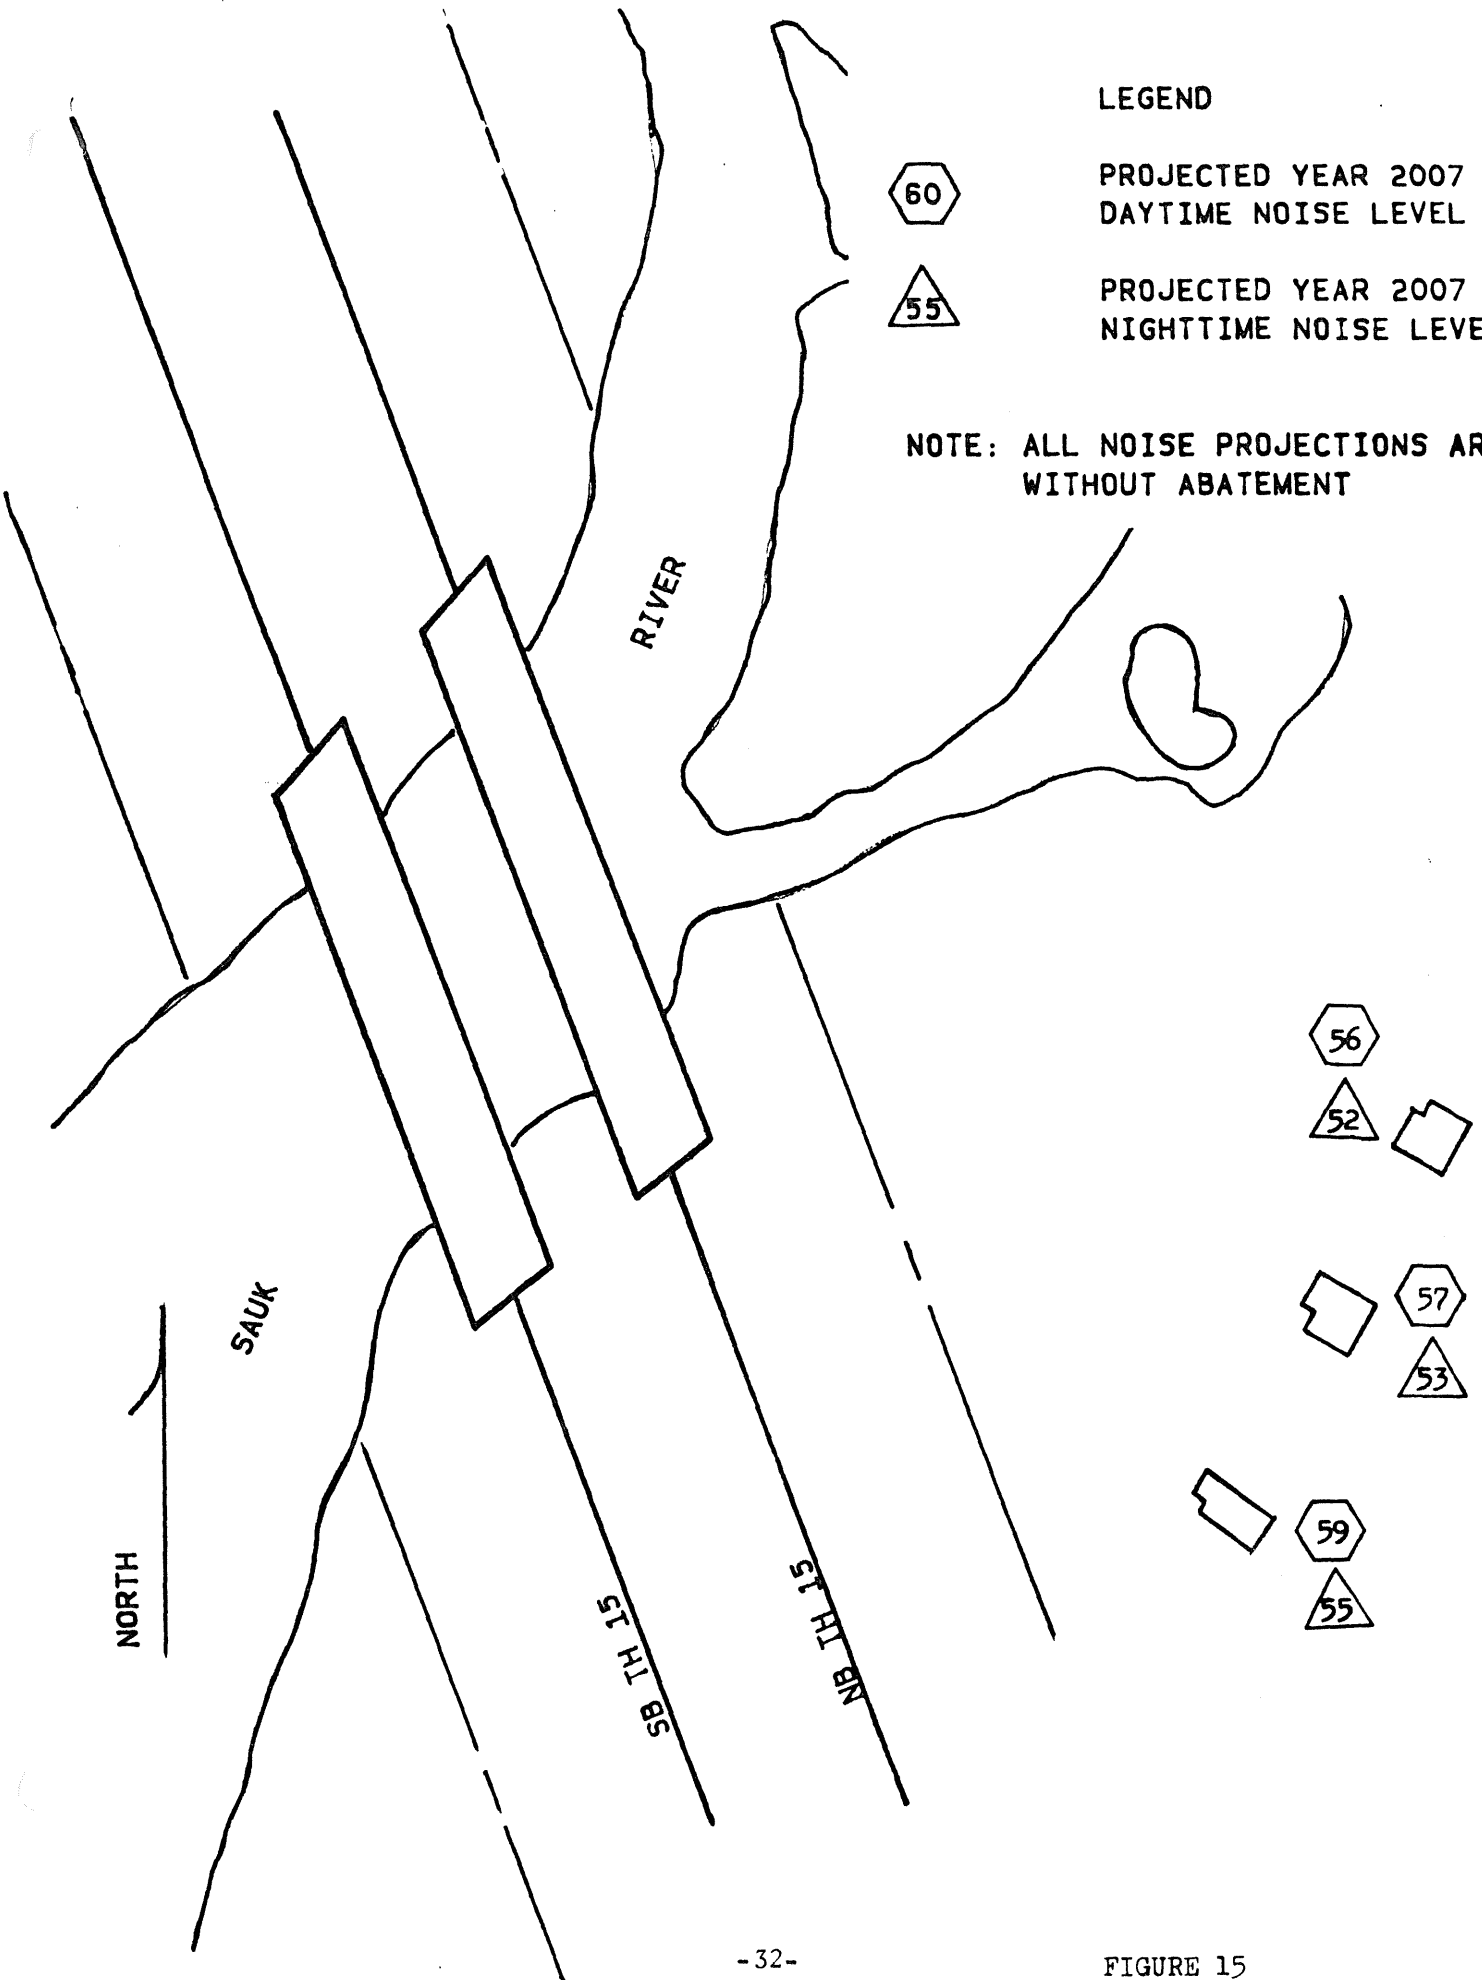 LEGEND
60
PROJECTED YEAR 2007
DAYTIME NOISE LEVEL
55
PROJECTED YEAR 2007
NIGHTTIME NOISE LEVE
NOTE: ALL NOISE PROJECTIONS AR
WITHOUT ABATEMENT
RIVER
56
52
SAUK
57
53
59
55
NORTH
SB TH 15
NB TH 15
-32-
FIGURE 15